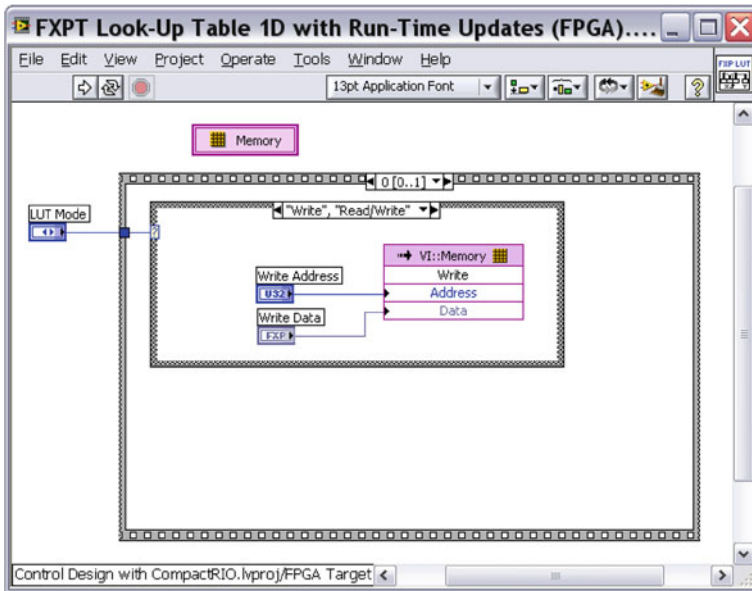 FXPT Look-Up Table 1D with Run-Time Updates (FPGA)....
File Edit View Project Operate Tools Window Help
FXP LUT
13pt Application Font
Memory
0 [0..1]
LUT Mode
"Write", "Read/Write"
VI::Memory
Write Address
Write
U32
Address
Write Data
Data
FXP
Control Design with CompactRIO.lvproj/FPGA Target